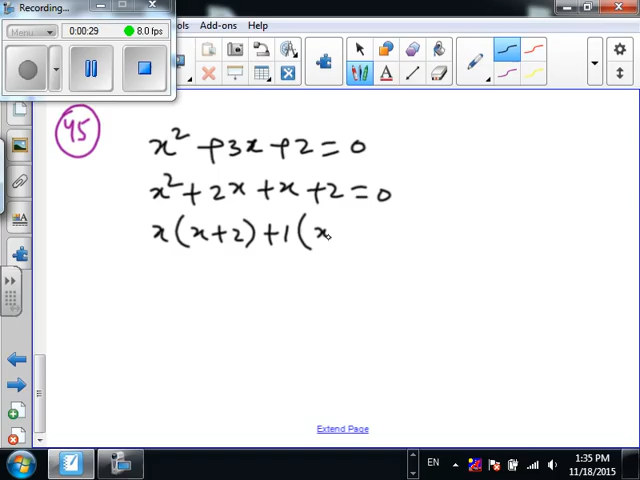 Recording...
Menu
0:00:29
8.0 fps
ols Add-ons Help
45
x² + 3x + 2 = 0
x² + 2x + x + 2 = 0
x(x+2) + 1(x
Extend Page
EN
1:35 PM
11/18/2015